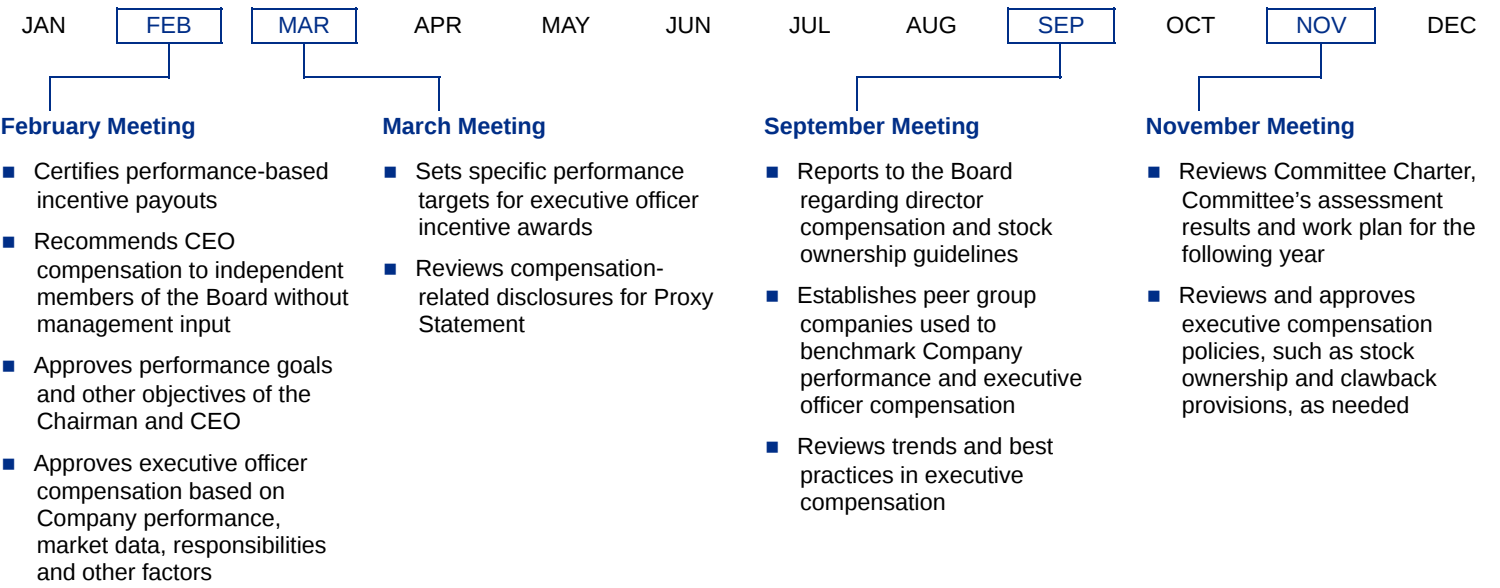 JAN FEB MAR APR MAY JUN JUL AUG SEP OCT NOV DEC
February Meeting
■ Certifies performance-based
incentive payouts
■ Recommends CEO
compensation to independent
members of the Board without
management input
■ Approves performance goals
and other objectives of the
Chairman and CEO
■ Approves executive officer
compensation based on
Company performance,
market data, responsibilities
and other factors
March Meeting
■ Sets specific performance
targets for executive officer
incentive awards
■ Reviews compensation-
related disclosures for Proxy
Statement
September Meeting
■ Reports to the Board
regarding director
compensation and stock
ownership guidelines
■ Establishes peer group
companies used to
benchmark Company
performance and executive
officer compensation
■ Reviews trends and best
practices in executive
compensation
November Meeting
■ Reviews Committee Charter,
Committee’s assessment
results and work plan for the
following year
■ Reviews and approves
executive compensation
policies, such as stock
ownership and clawback
provisions, as needed